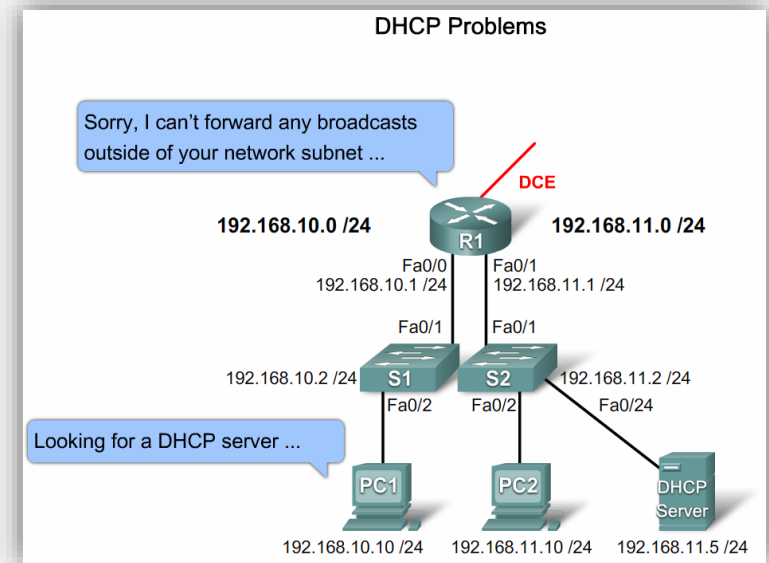 DHCP Problems
Sorry, I can't forward any broadcasts
outside of your network subnet ...
DCE
192.168.10.0 /24
192.168.11.0 /24
R1
Fa0/0
Fa0/1
192.168.10.1 /24
192.168.11.1 /24
Fa0/1
Fa0/1
192.168.10.2 /24
S1
S2
192.168.11.2 /24
Fa0/2
Fa0/2
Fa0/24
Looking for a DHCP server ...
PC1
PC2
DHCP
Server
192.168.10.10 /24
192.168.11.10 /24
192.168.11.5 /24